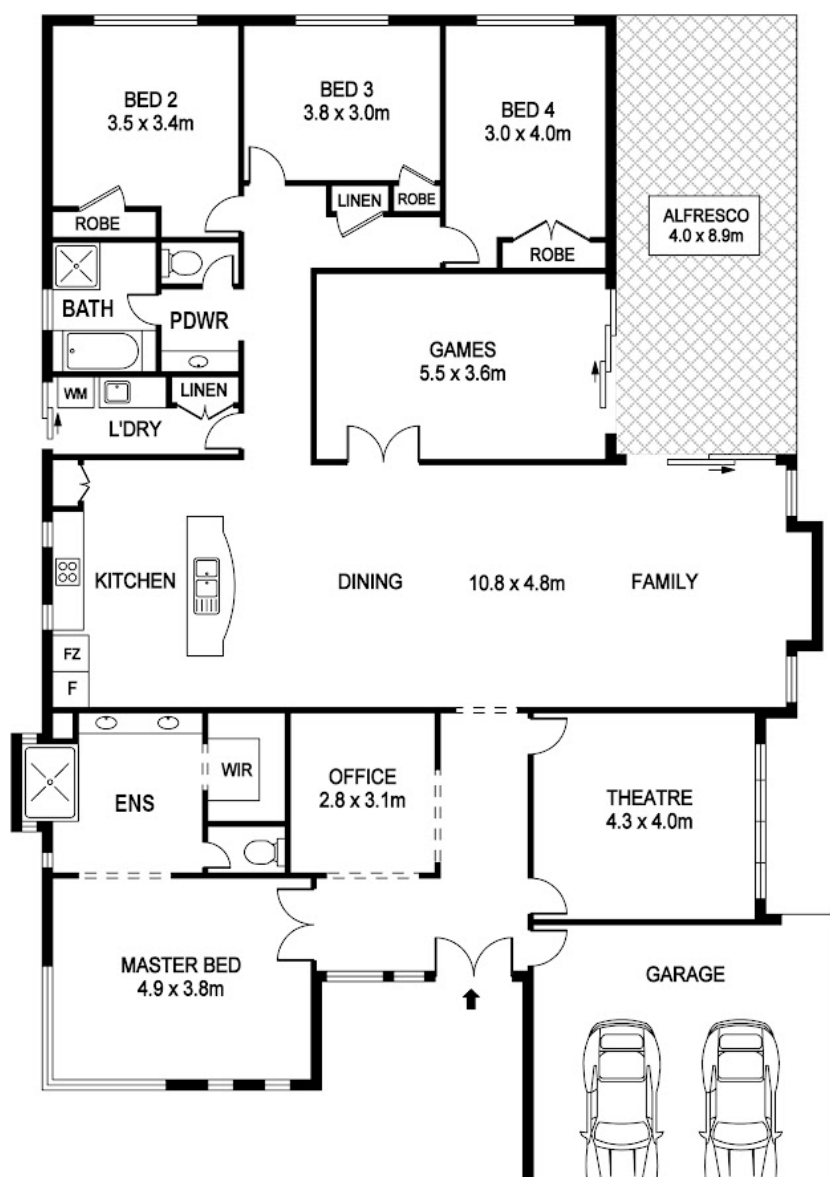 BED 2
3.5 x 3.4m
BED 3
3.8 x 3.0m
BED 4
3.0 x 4.0m
ROBE
LINEN
ROBE
ROBE
ALFRESCO
4.0 x 8.9m
BATH
PDWR
GAMES
5.5 x 3.6m
WM
LINEN
L'DRY
KITCHEN
DINING
10.8 x 4.8m
FAMILY
FZ
F
ENS
WIR
OFFICE
2.8 x 3.1m
THEATRE
4.3 x 4.0m
MASTER BED
4.9 x 3.8m
GARAGE